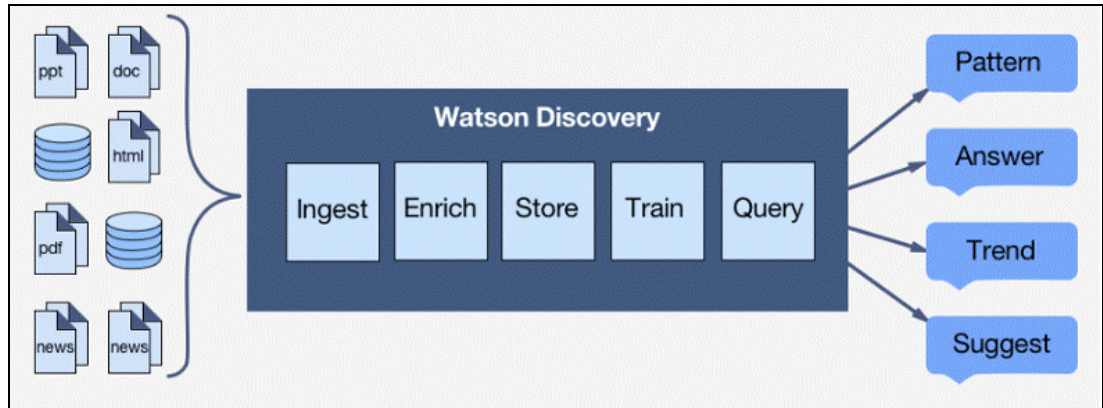 ppt
doc
html
pdf
news
news
Watson Discovery
Ingest
Enrich
Store
Train
Query
Pattern
Answer
Trend
Suggest